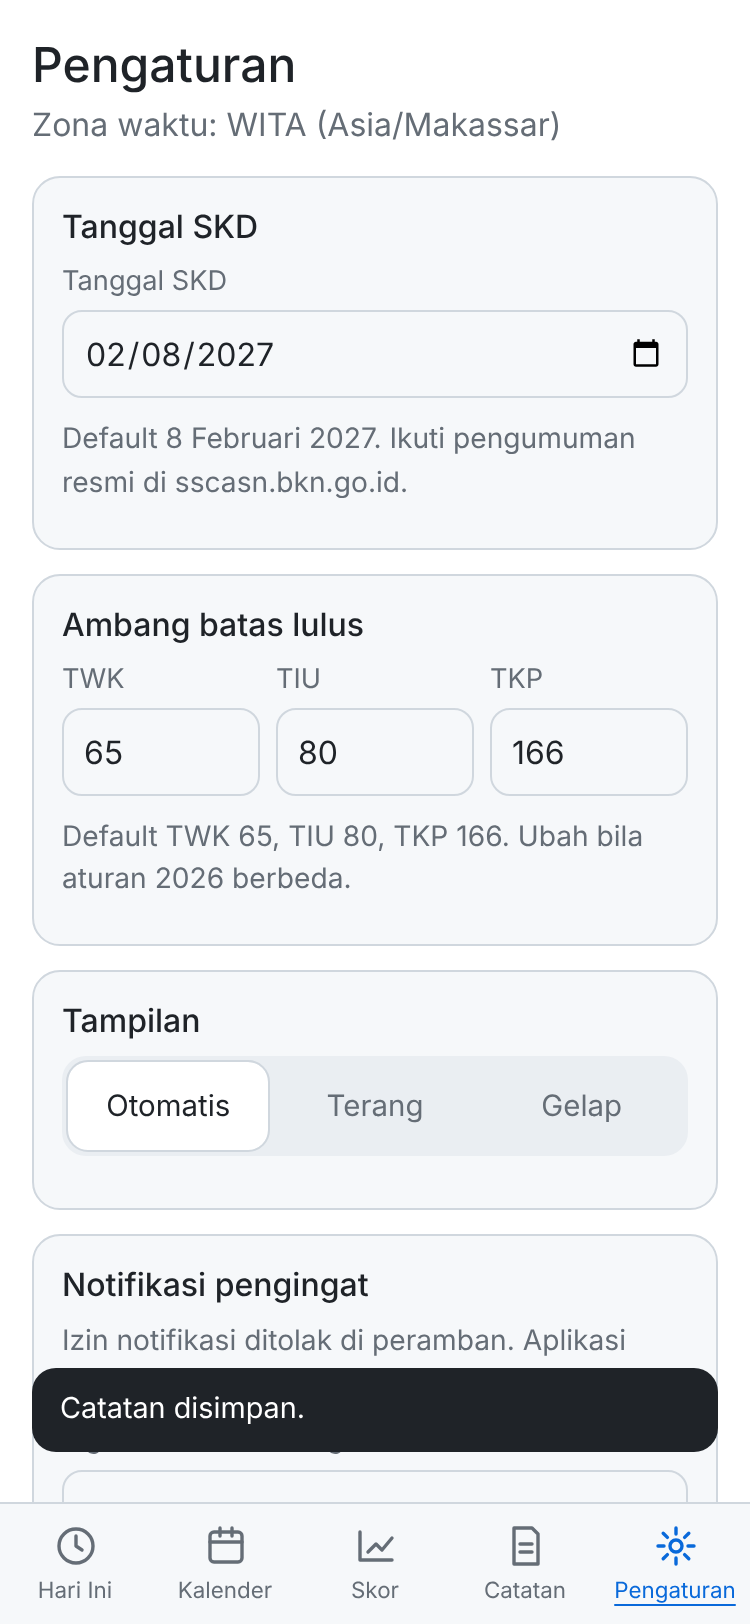 Pengaturan
Zona waktu: WITA (Asia/Makassar)
Tanggal SKD
Tanggal SKD
02/08/2027
Default 8 Februari 2027. Ikuti pengumuman
resmi di sscasn.bkn.go.id.
Ambang batas lulus
TWK TIU TKP
65 80 166
Default TWK 65, TIU 80, TKP 166. Ubah bila
aturan 2026 berbeda.
Tampilan
Otomatis Terang Gelap
Notifikasi pengingat
Izin notifikasi ditolak di peramban. Aplikasi
Catatan disimpan.
Hari Ini Kalender Skor Catatan Pengaturan